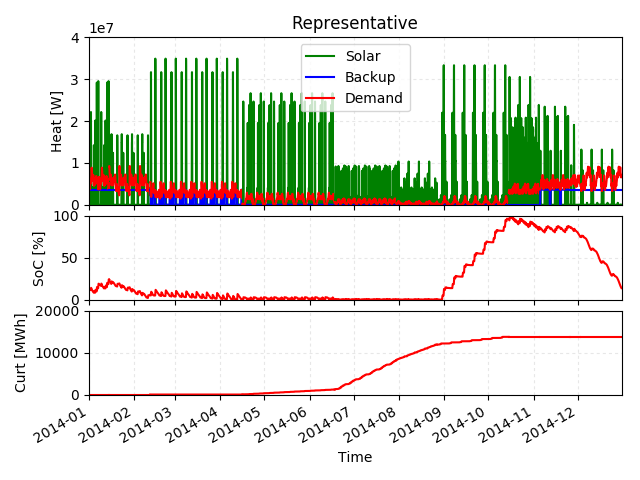 Representative
1e7
4
3
2
1
0
Heat [W]
Solar
Backup
Demand
100
50
0
SoC [%]
20000
10000
0
Curt [MWh]
2014-01
2014-02
2014-03
2014-04
2014-05
2014-06
2014-07
2014-08
2014-09
2014-10
2014-11
2014-12
Time